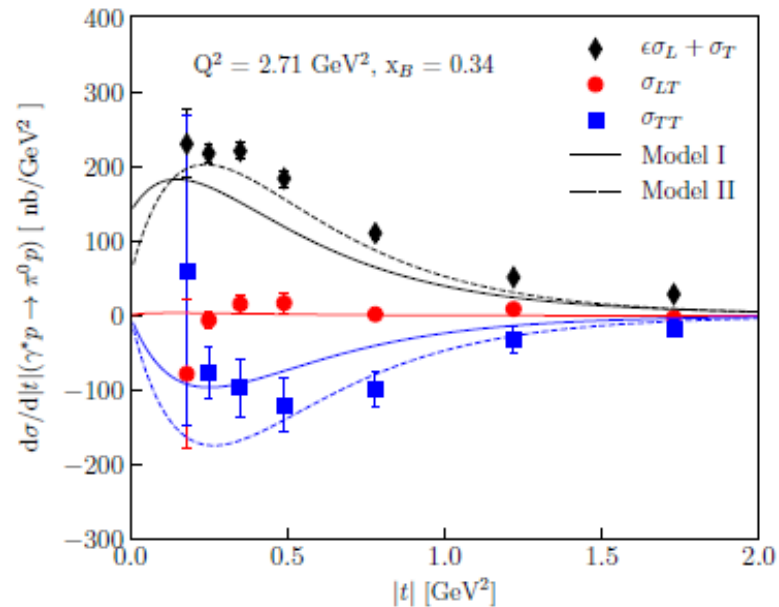 400
300
200
100
0
−100
−200
−300
0.0
0.5
1.0
1.5
2.0
dσ/d|t|(γ*p → π⁰p) [ nb/GeV² ]
|t| [GeV²]
Q² = 2.71 GeV², x_B = 0.34
ϵσ_L + σ_T
σ_LT
σ_TT
Model I
Model II